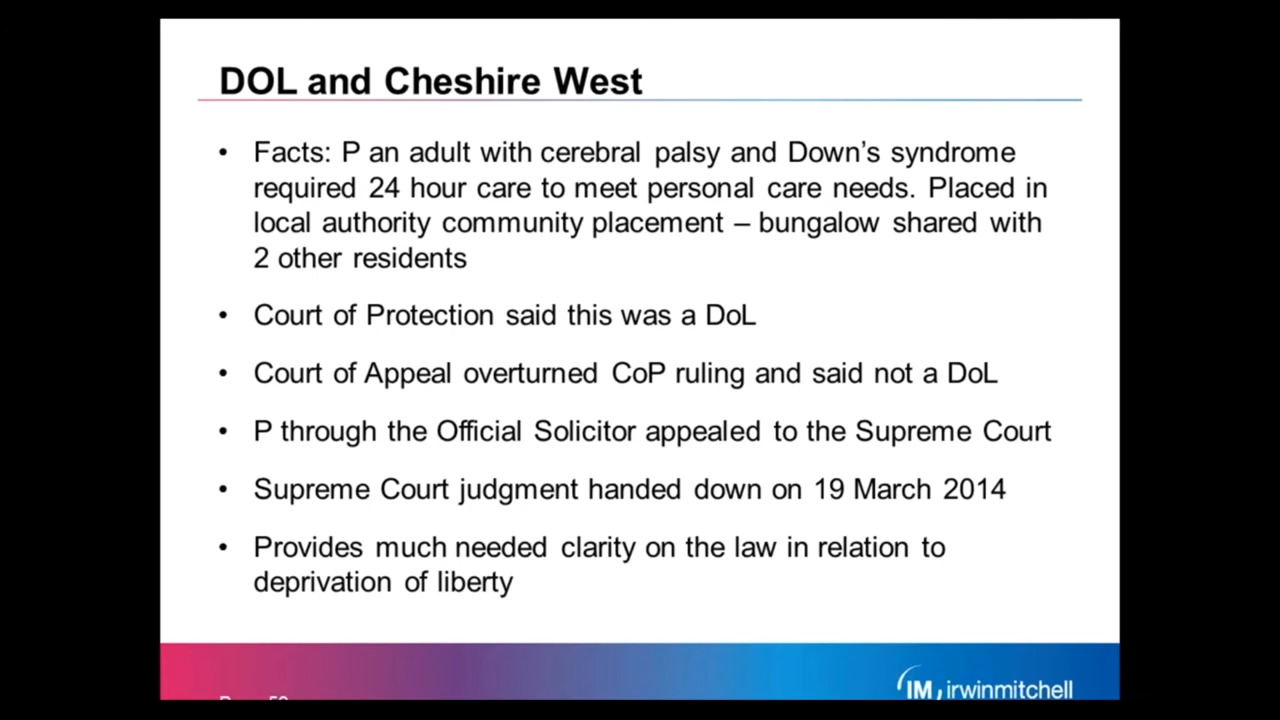 DOL and Cheshire West
• Facts: P an adult with cerebral palsy and Down’s syndrome
required 24 hour care to meet personal care needs. Placed in
local authority community placement – bungalow shared with
2 other residents
• Court of Protection said this was a DoL
• Court of Appeal overturned CoP ruling and said not a DoL
• P through the Official Solicitor appealed to the Supreme Court
• Supreme Court judgment handed down on 19 March 2014
• Provides much needed clarity on the law in relation to
deprivation of liberty
IM irwinmitchell